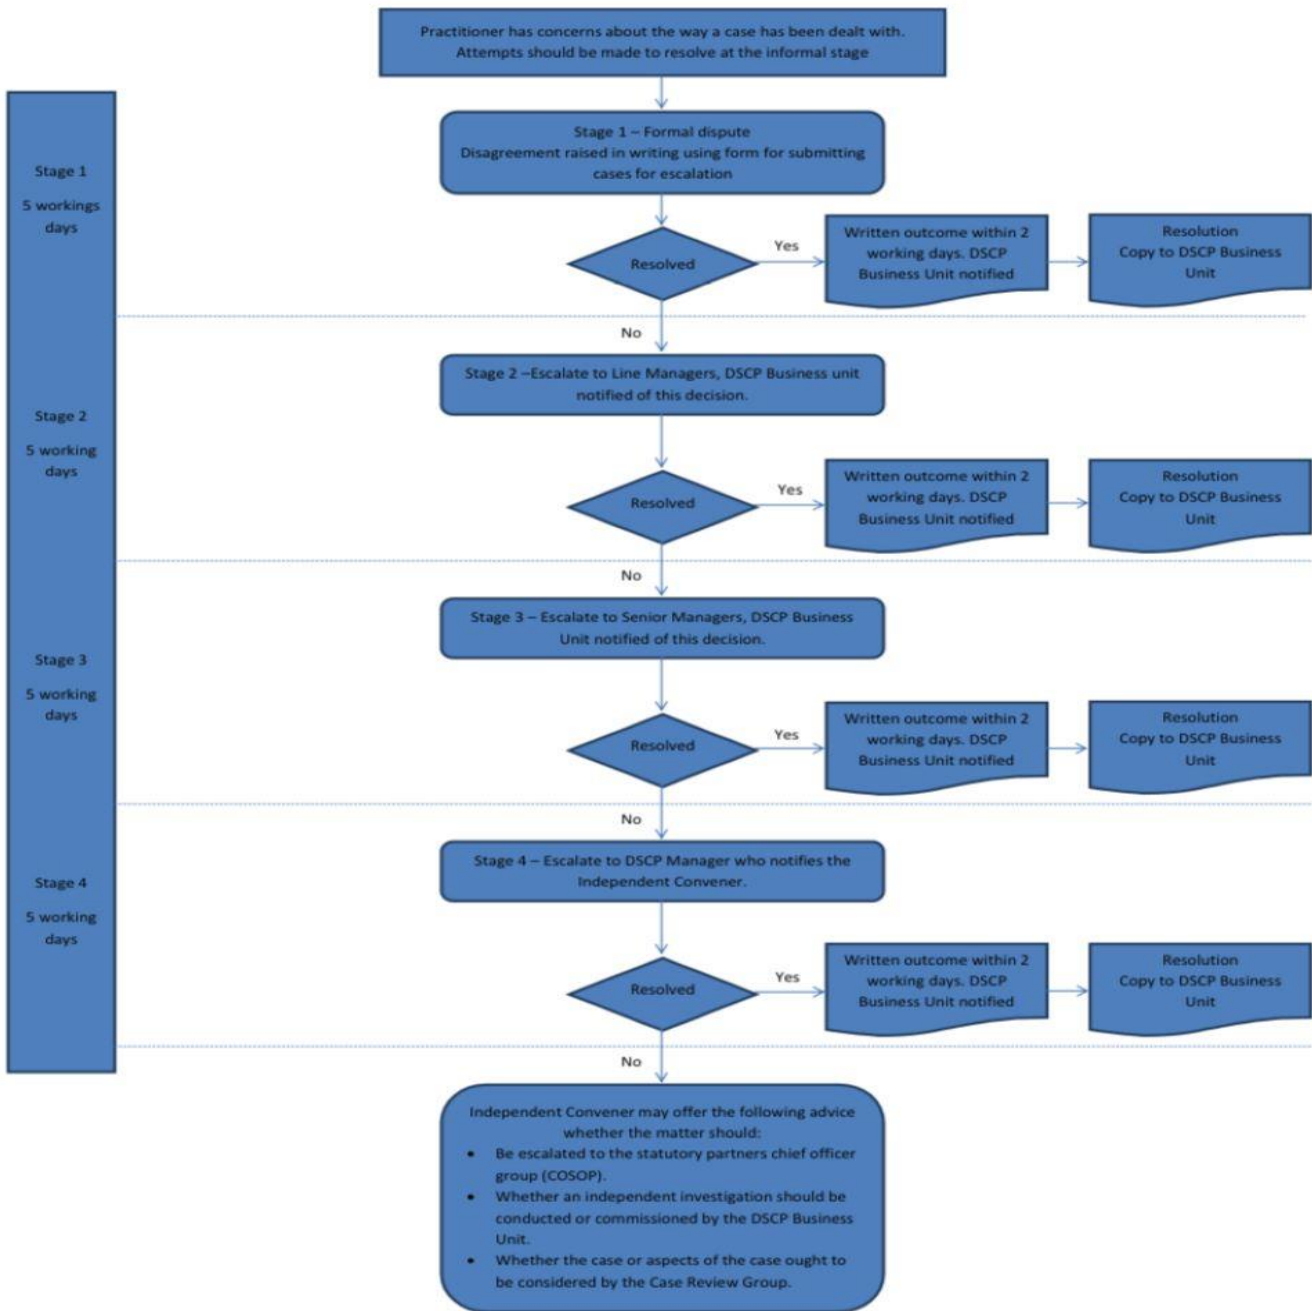 Practitioner has concerns about the way a case has been dealt with.
Attempts should be made to resolve at the informal stage
Stage 1
5 workings
days
Stage 1 – Formal dispute
Disagreement raised in writing using form for submitting
cases for escalation
Resolved
Yes
Written outcome within 2
working days. DSCP
Business Unit notified
Resolution
Copy to DSCP Business
Unit
No
Stage 2
5 working
days
Stage 2 –Escalate to Line Managers, DSCP Business unit
notified of this decision.
Resolved
Yes
Written outcome within 2
working days. DSCP
Business Unit notified
Resolution
Copy to DSCP Business
Unit
No
Stage 3
5 working
days
Stage 3 – Escalate to Senior Managers, DSCP Business
Unit notified of this decision.
Resolved
Yes
Written outcome within 2
working days. DSCP
Business Unit notified
Resolution
Copy to DSCP Business
Unit
No
Stage 4
5 working
days
Stage 4 – Escalate to DSCP Manager who notifies the
Independent Convener.
Resolved
Yes
Written outcome within 2
working days. DSCP
Business Unit notified
Resolution
Copy to DSCP Business
Unit
No
Independent Convener may offer the following advice
whether the matter should:
• Be escalated to the statutory partners chief officer
group (COSOP).
• Whether an independent investigation should be
conducted or commissioned by the DSCP Business
Unit.
• Whether the case or aspects of the case ought to
be considered by the Case Review Group.